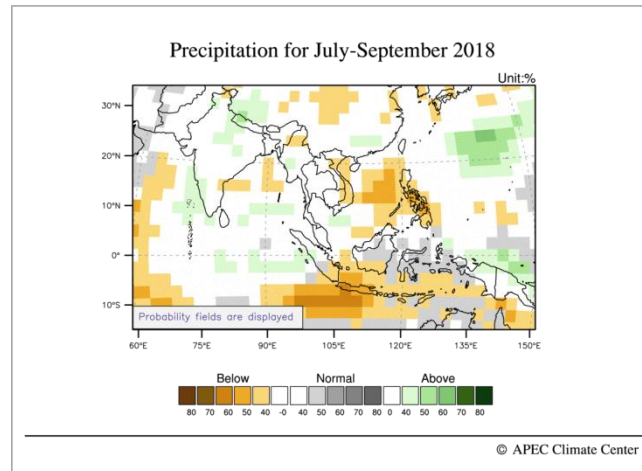 Precipitation for July-September 2018
Unit:%
30°N
20°N
10°N
0°
10°S
Probability fields are displayed
60°E 75°E 90°E 105°E 120°E 135°E 150°E
Below Normal Above
80 70 60 50 40 -0 40 50 60 70 80 0 40 50 60 70 80
© APEC Climate Center